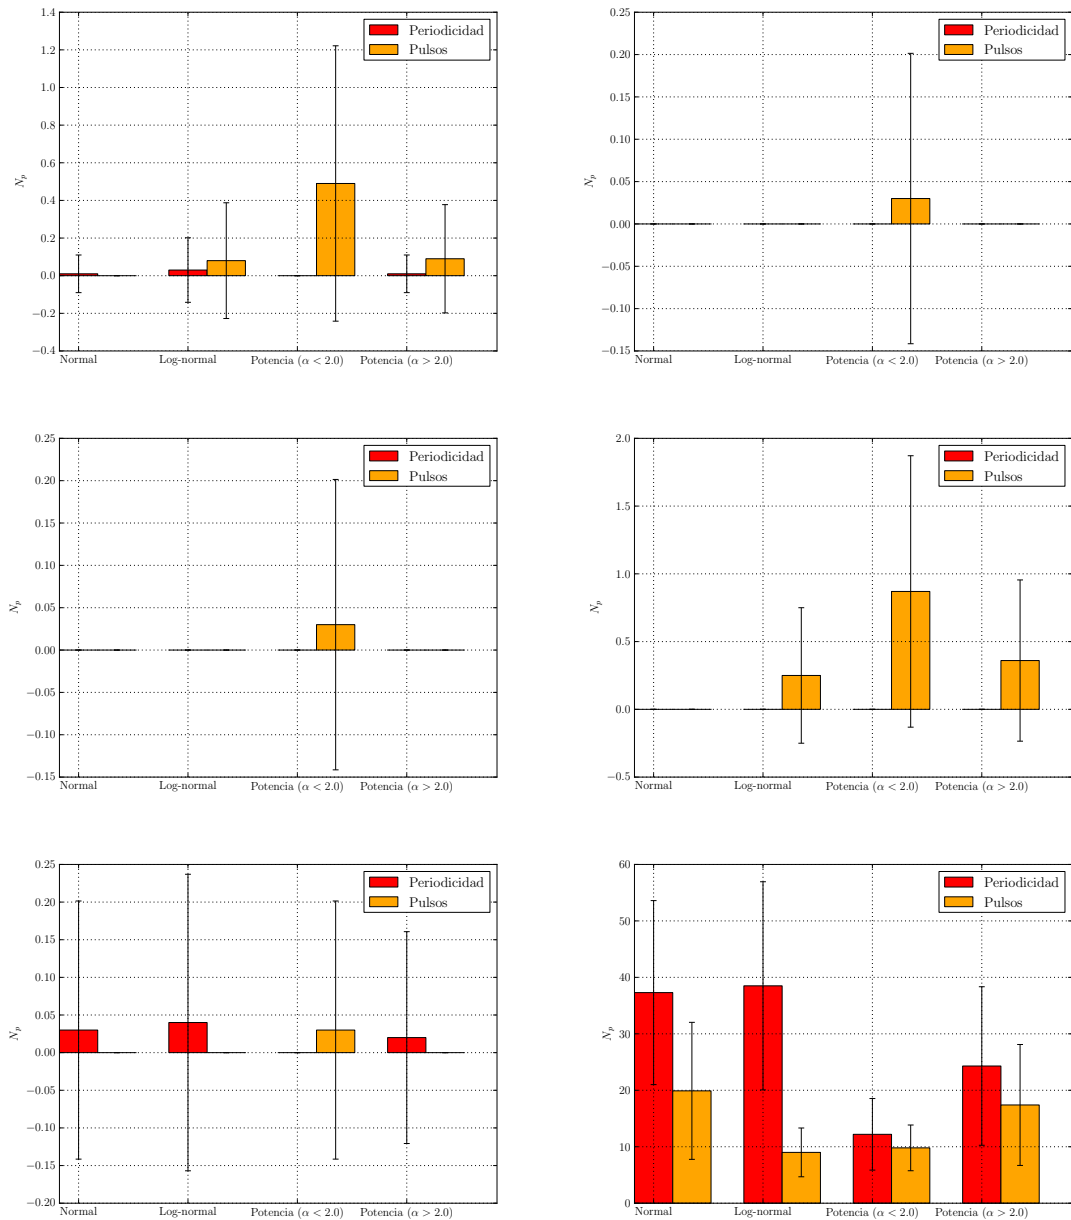 1.4
1.2
1.0
0.8
0.6
0.4
0.2
0.0
−0.2
−0.4
N_p
Periodicidad
Pulsos
Normal Log-normal Potencia (α < 2.0) Potencia (α > 2.0)
0.25
0.20
0.15
0.10
0.05
0.00
−0.05
−0.10
−0.15
N_p
Periodicidad
Pulsos
Normal Log-normal Potencia (α < 2.0) Potencia (α > 2.0)
0.25
0.20
0.15
0.10
0.05
0.00
−0.05
−0.10
−0.15
N_p
Periodicidad
Pulsos
Normal Log-normal Potencia (α < 2.0) Potencia (α > 2.0)
2.0
1.5
1.0
0.5
0.0
−0.5
N_p
Periodicidad
Pulsos
Normal Log-normal Potencia (α < 2.0) Potencia (α > 2.0)
0.25
0.20
0.15
0.10
0.05
0.00
−0.05
−0.10
−0.15
−0.20
N_p
Periodicidad
Pulsos
Normal Log-normal Potencia (α < 2.0) Potencia (α > 2.0)
60
50
40
30
20
10
0
N_p
Periodicidad
Pulsos
Normal Log-normal Potencia (α < 2.0) Potencia (α > 2.0)